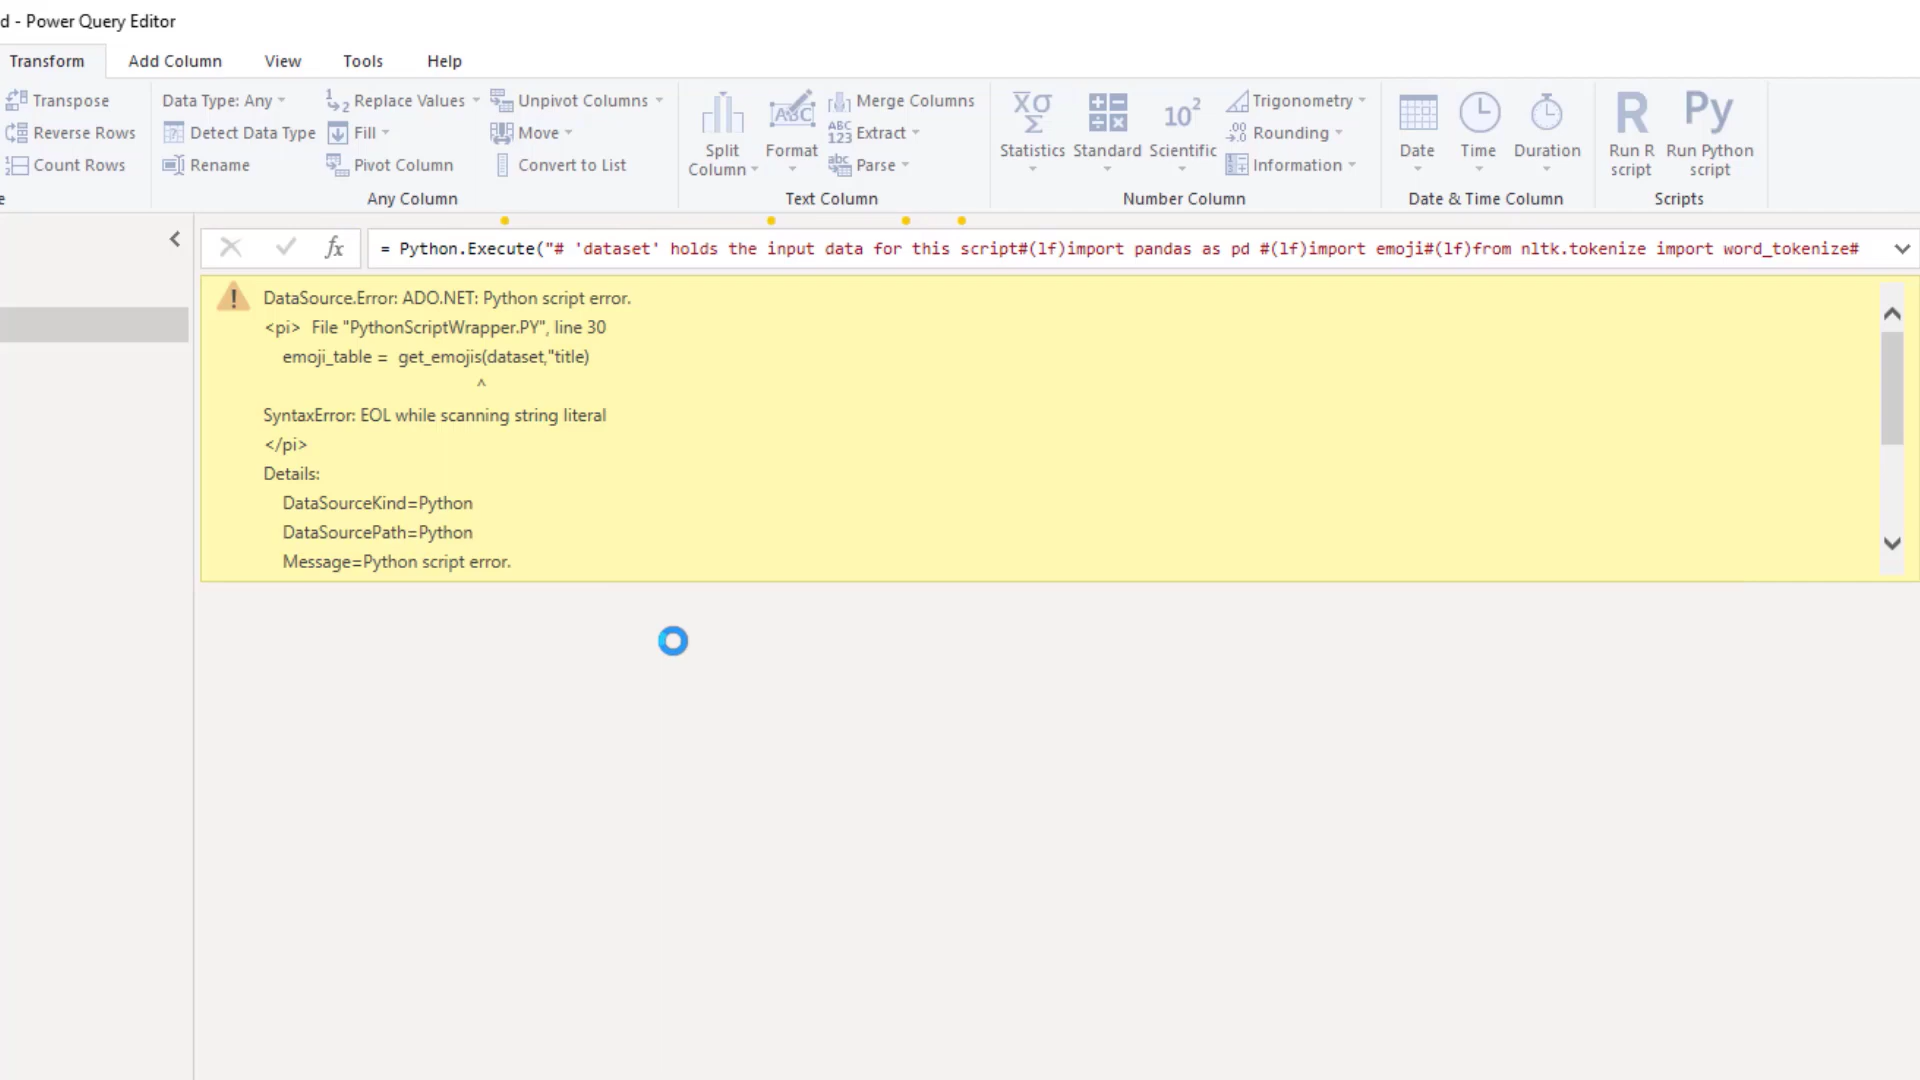 d - Power Query Editor
Transform Add Column View Tools Help
Transpose Data Type: Any Replace Values Unpivot Columns Merge Columns Trigonometry
Reverse Rows Detect Data Type Fill Move Extract Rounding
Count Rows Rename Pivot Column Convert to List Split Column Format Parse Statistics Standard Scientific Information Date Time Duration Run R script Run Python script
e Any Column Text Column Number Column Date & Time Column Scripts
fx = Python.Execute("# 'dataset' holds the input data for this script#(lf)import pandas as pd #(lf)import emoji#(lf)from nltk.tokenize import word_tokenize#
DataSource.Error: ADO.NET: Python script error.
<pi> File "PythonScriptWrapper.PY", line 30
emoji_table = get_emojis(dataset,"title)
^
SyntaxError: EOL while scanning string literal
</pi>
Details:
DataSourceKind=Python
DataSourcePath=Python
Message=Python script error.